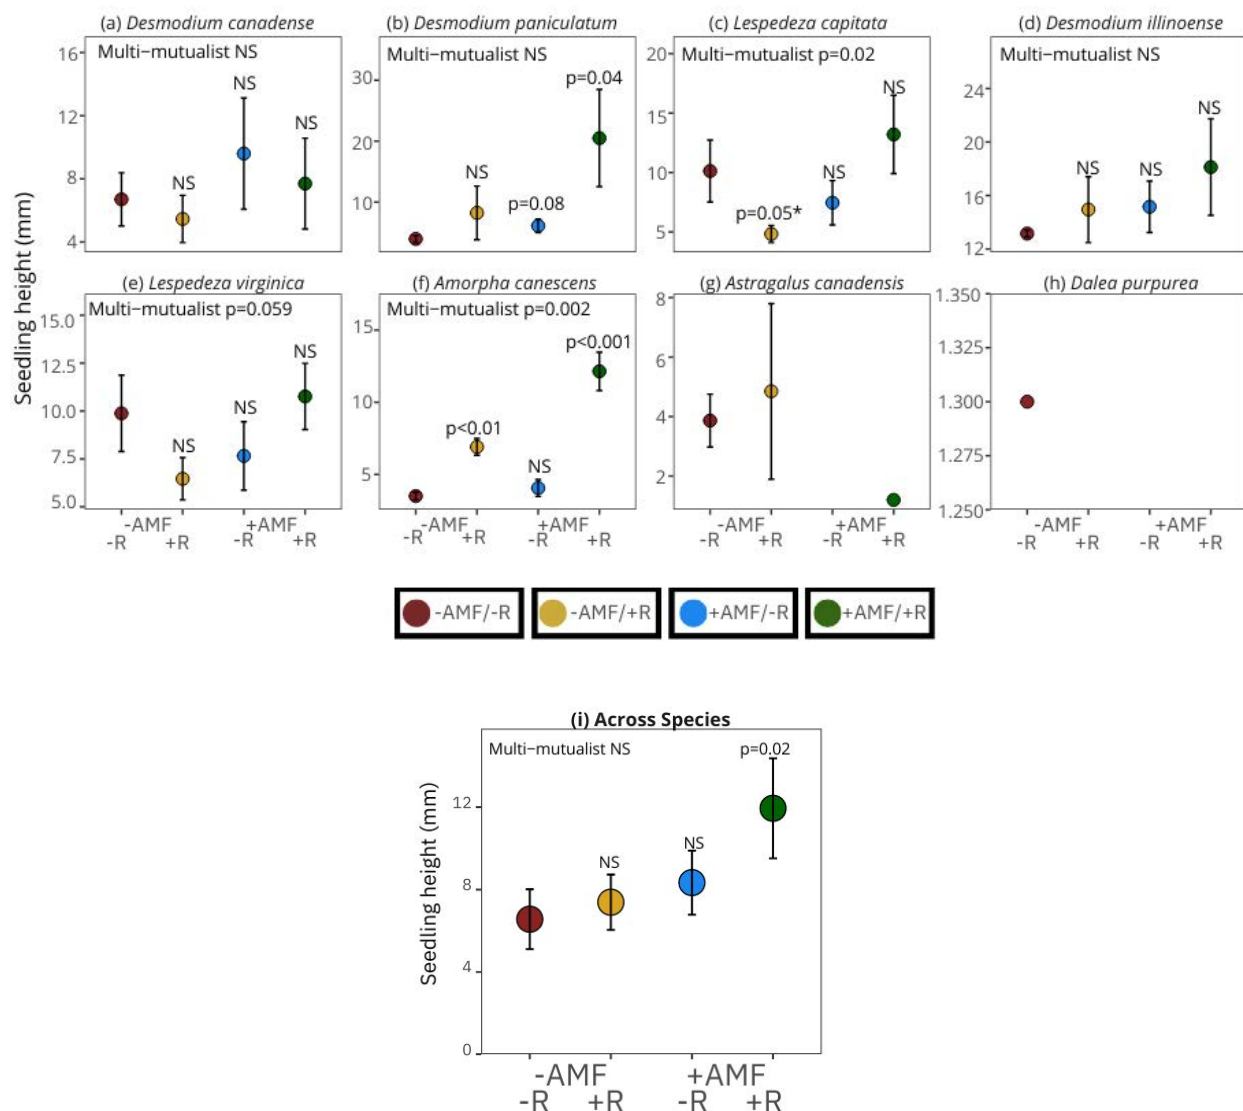 (a) Desmodium canadense
(b) Desmodium paniculatum
(c) Lespedeza capitata
(d) Desmodium illinoense
Multi−mutualist NS
16
12
8
4
NS
NS
NS
Multi−mutualist NS
30
20
10
NS
p=0.08
p=0.04
Multi−mutualist p=0.02
20
15
10
5
p=0.05*
NS
NS
Multi−mutualist NS
24
20
16
12
NS
NS
NS
Seedling height (mm)
(e) Lespedeza virginica
(f) Amorpha canescens
(g) Astragalus canadensis
(h) Dalea purpurea
Multi−mutualist p=0.059
15.0
12.5
10.0
7.5
5.0
NS
NS
NS
-AMF +AMF
-R +R -R +R
Multi−mutualist p=0.002
15
10
5
p<0.01
NS
p<0.001
-AMF +AMF
-R +R -R +R
8
6
4
2
-AMF +AMF
-R +R -R +R
1.350
1.325
1.300
1.275
1.250
-AMF +AMF
-R +R -R +R
-AMF/-R -AMF/+R +AMF/-R +AMF/+R
(i) Across Species
Multi−mutualist NS
p=0.02
NS
NS
12
8
4
0
Seedling height (mm)
-AMF +AMF
-R +R -R +R